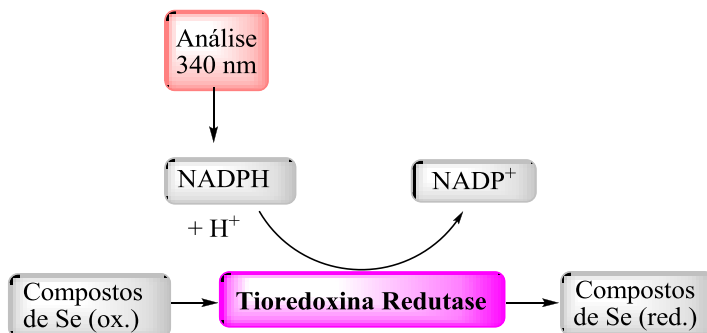 Análise
340 nm
NADPH
+ H⁺
NADP⁺
Compostos
de Se (ox.)
Tioredoxina Redutase
Compostos
de Se (red.)